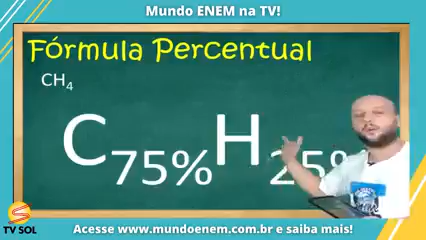 Mundo ENEM na TV!
Fórmula Percentual
CH₄
C₇₅%H₂₅%
TV SOL
Acesse www.mundoenem.com.br e saiba mais!